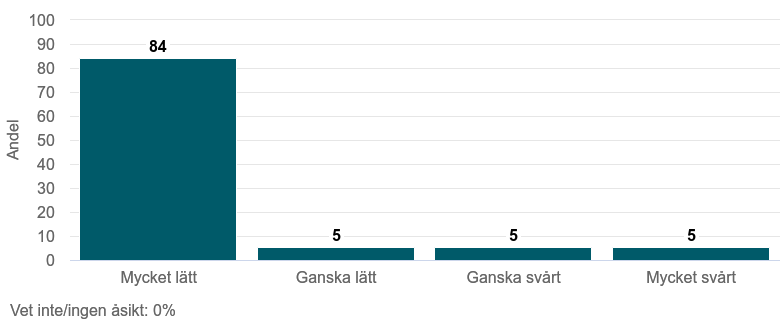 100
90
84
80
70
60
50
Andel
40
30
20
10
5
5
5
0
Mycket lätt
Ganska lätt
Ganska svårt
Mycket svårt
Vet inte/ingen åsikt: 0%